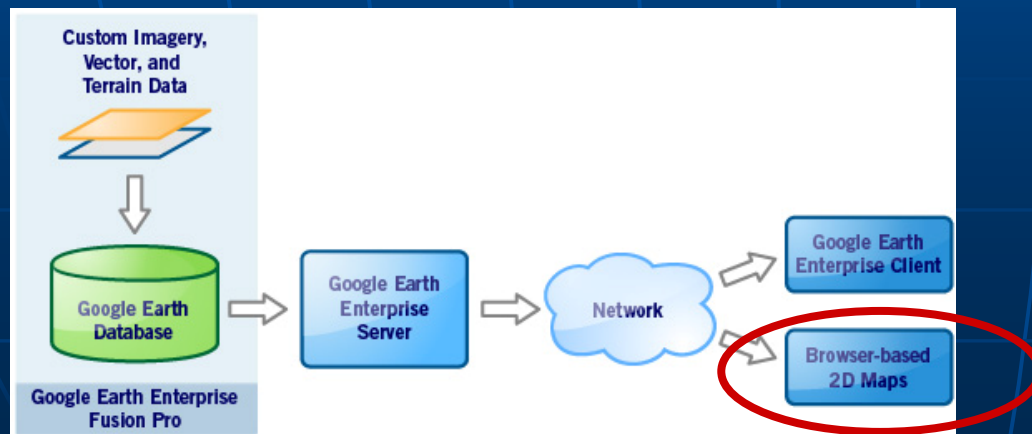 Custom Imagery,
Vector, and
Terrain Data
Google Earth
Database
Google Earth Enterprise
Fusion Pro
Google Earth
Enterprise
Server
Network
Google Earth
Enterprise Client
Browser-based
2D Maps